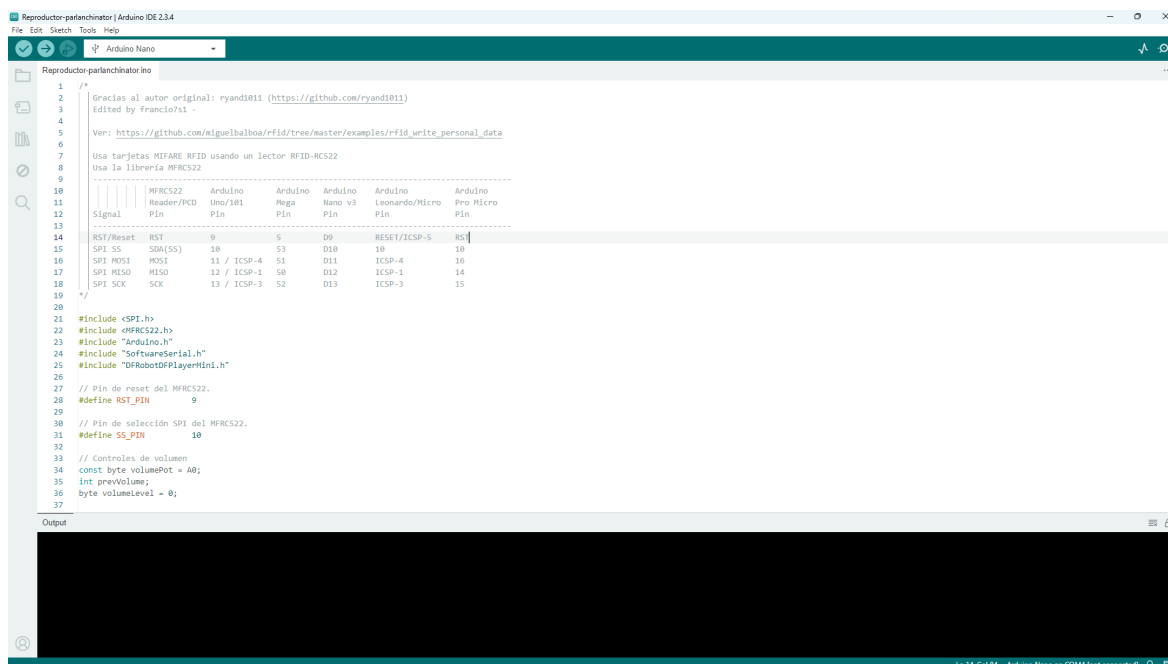 Reproductor-parlanchinator | Arduino IDE 2.3.4
File Edit Sketch Tools Help
Arduino Nano
Reproductor-parlanchinator.ino
1 /*
2 Gracias al autor original: ryand1011 (https://github.com/ryand1011)
3 Edited by francio7s1 -
4
5 Ver: https://github.com/miguelbalboa/rfid/tree/master/examples/rfid_write_personal_data
6
7 Usa tarjetas MIFARE RFID usando un lector RFID-RC522
8 Usa la librería MFRC522
9 -----------------------------------------------------------------------------------------
10 MFRC522 Arduino Arduino Arduino Arduino Arduino
11 Reader/PCD Uno/101 Mega Nano v3 Leonardo/Micro Pro Micro
12 Signal Pin Pin Pin Pin Pin Pin
13 -----------------------------------------------------------------------------------------
14 RST/Reset RST 9 5 D9 RESET/ICSP-5 RST
15 SPI SS SDA(SS) 10 53 D10 10 10
16 SPI MOSI MOSI 11 / ICSP-4 51 D11 ICSP-4 16
17 SPI MISO MISO 12 / ICSP-1 50 D12 ICSP-1 14
18 SPI SCK SCK 13 / ICSP-3 52 D13 ICSP-3 15
19 */
20
21 #include <SPI.h>
22 #include <MFRC522.h>
23 #include "Arduino.h"
24 #include "SoftwareSerial.h"
25 #include "DFRobotDFPlayerMini.h"
26
27 // Pin de reset del MFRC522.
28 #define RST_PIN 9
29
30 // Pin de selección SPI del MFRC522.
31 #define SS_PIN 10
32
33 // Controles de volumen
34 const byte volumePot = A0;
35 int prevVolume;
36 byte volumeLevel = 0;
37
Output